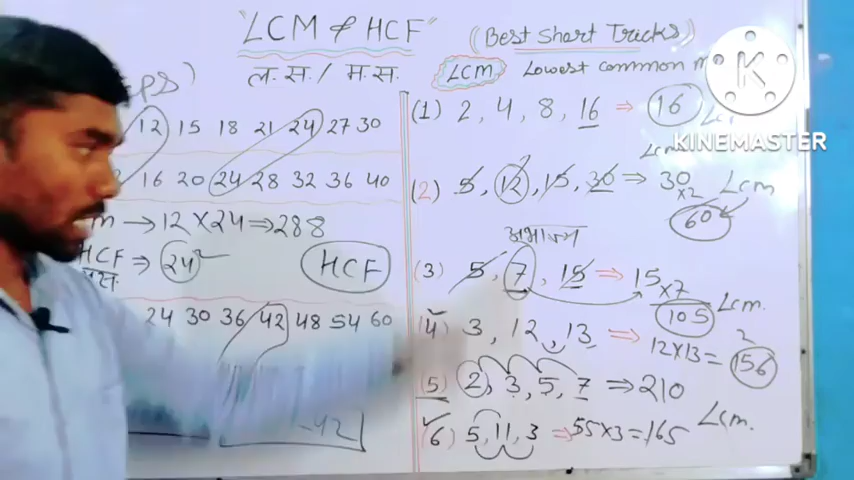 "LCM & HCF"
(Best Short Tricks)
ल.स. / म.स.
LCM Lowest common
12 15 18 21 24 27 30
16 20 24 28 32 36 40
→ 12 × 24 ⇒ 288
HCF ⇒ 24
HCF
24 30 36 42 48 54 60
42
(1) 2, 4, 8, 16 ⇒ 16
(2) 5, 12, 15, 30 ⇒ 30
×2 LCM
60
अभाज्य
(3) 5, 7, 15 ⇒ 15
×7 LCM.
105
(4) 3, 12, 13 ⇒ 12×13 = 156
(5) 2, 3, 5, 7 ⇒ 210
(6) 5, 11, 3 ⇒ 55×3 = 165 LCM.
K
KINEMASTER